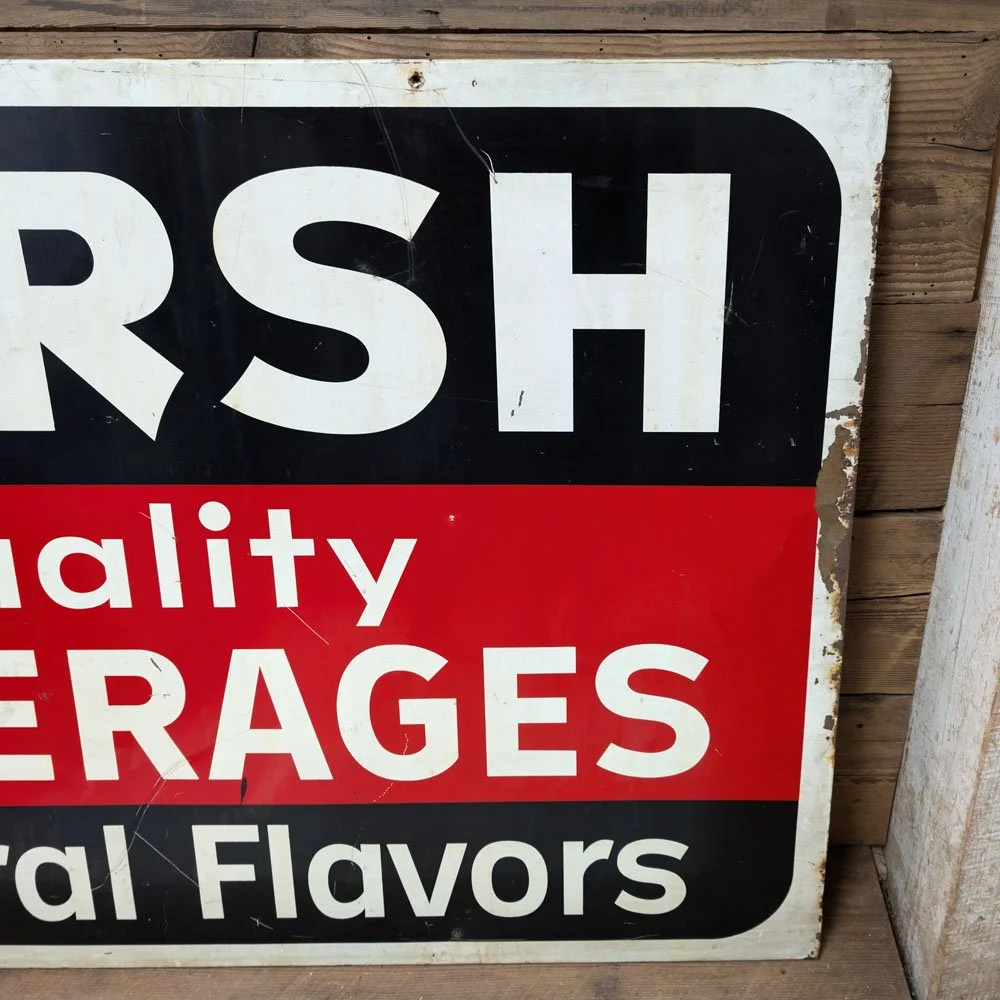 RSH
uality
ERAGES
ral Flavors